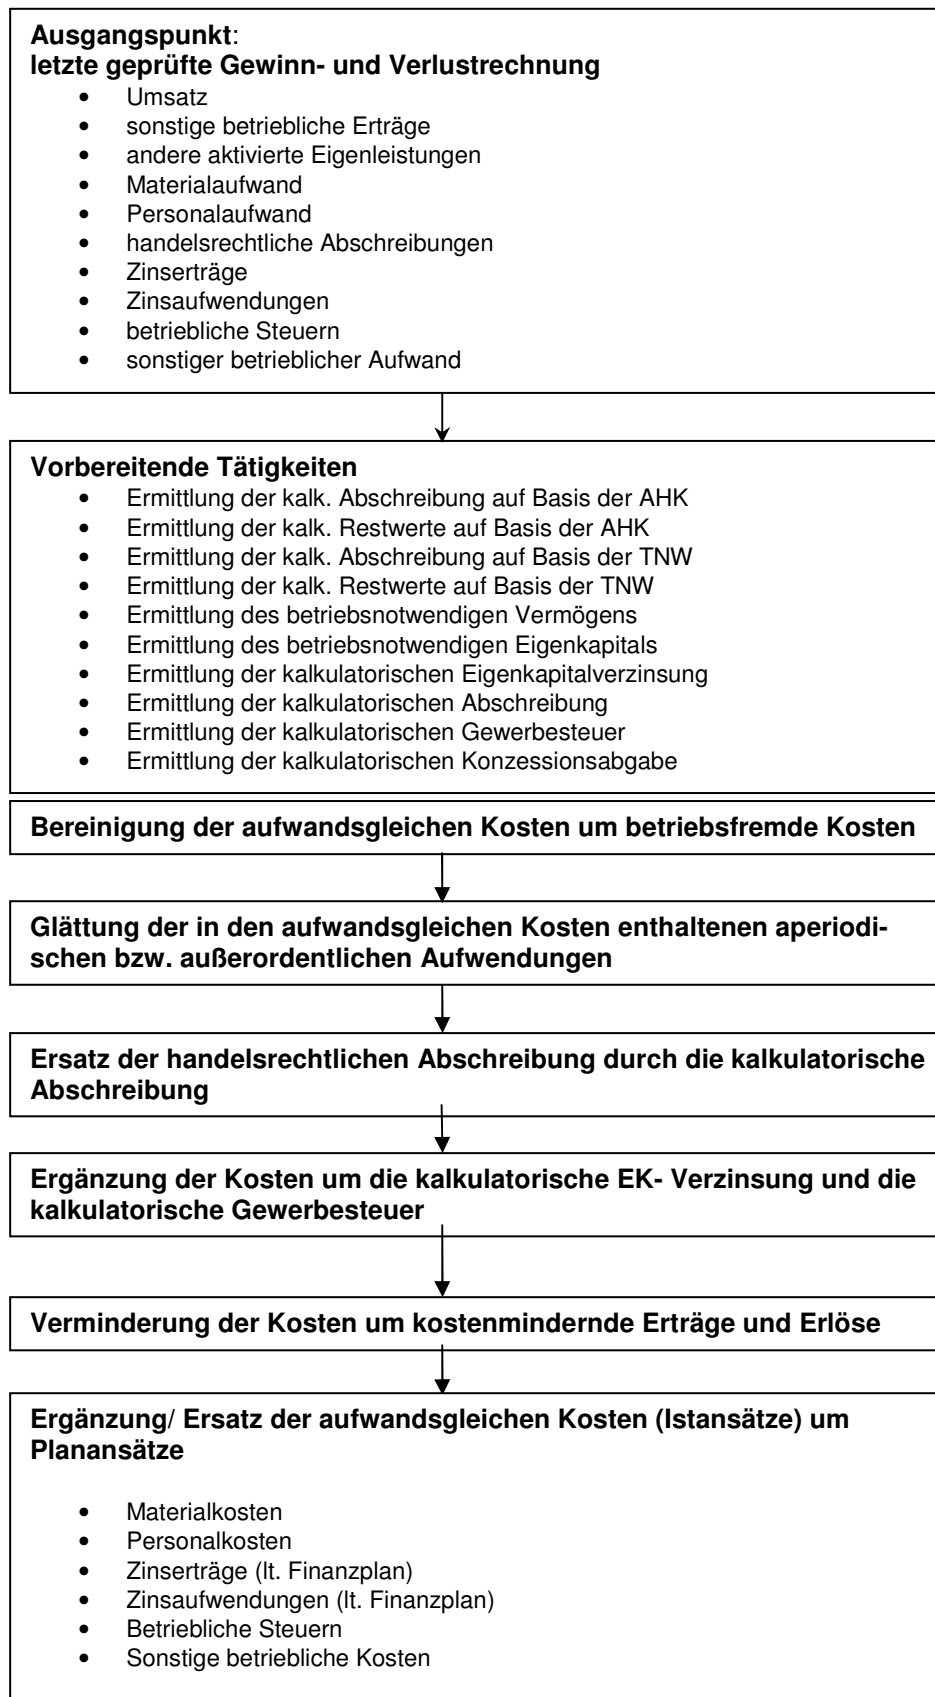 Ausgangspunkt:
letzte geprüfte Gewinn- und Verlustrechnung
• Umsatz
• sonstige betriebliche Erträge
• andere aktivierte Eigenleistungen
• Materialaufwand
• Personalaufwand
• handelsrechtliche Abschreibungen
• Zinserträge
• Zinsaufwendungen
• betriebliche Steuern
• sonstiger betrieblicher Aufwand
Vorbereitende Tätigkeiten
• Ermittlung der kalk. Abschreibung auf Basis der AHK
• Ermittlung der kalk. Restwerte auf Basis der AHK
• Ermittlung der kalk. Abschreibung auf Basis der TNW
• Ermittlung der kalk. Restwerte auf Basis der TNW
• Ermittlung des betriebsnotwendigen Vermögens
• Ermittlung des betriebsnotwendigen Eigenkapitals
• Ermittlung der kalkulatorischen Eigenkapitalverzinsung
• Ermittlung der kalkulatorischen Abschreibung
• Ermittlung der kalkulatorischen Gewerbesteuer
• Ermittlung der kalkulatorischen Konzessionsabgabe
Bereinigung der aufwandsgleichen Kosten um betriebsfremde Kosten
Glättung der in den aufwandsgleichen Kosten enthaltenen aperiodi-
schen bzw. außerordentlichen Aufwendungen
Ersatz der handelsrechtlichen Abschreibung durch die kalkulatorische
Abschreibung
Ergänzung der Kosten um die kalkulatorische EK- Verzinsung und die
kalkulatorische Gewerbesteuer
Verminderung der Kosten um kostenmindernde Erträge und Erlöse
Ergänzung/ Ersatz der aufwandsgleichen Kosten (Istansätze) um
Planansätze
• Materialkosten
• Personalkosten
• Zinserträge (lt. Finanzplan)
• Zinsaufwendungen (lt. Finanzplan)
• Betriebliche Steuern
• Sonstige betriebliche Kosten